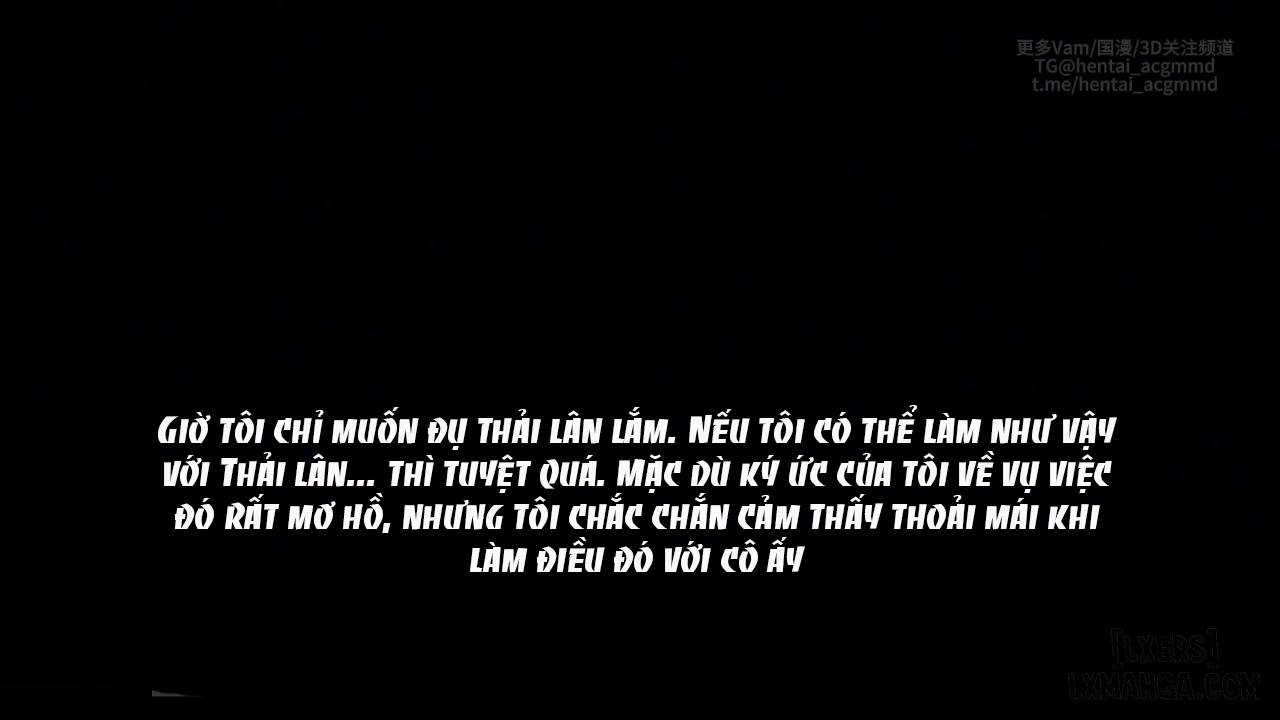 更多Vam/国漫/3D关注频道
TG@hentai_acgmmd
t.me/hentai_acgmmd
Giờ tôi chỉ muốn đụ thải lân lắm. Nếu tôi có thể làm như vậy
với Thải lân... thì tuyệt quá. Mặc dù ký ức của tôi về vụ việc
đó rất mơ hồ, nhưng tôi chắc chắn cảm thấy thoải mái khi
làm điều đó với cô ấy
[LXERS]
LXMANGA.COM